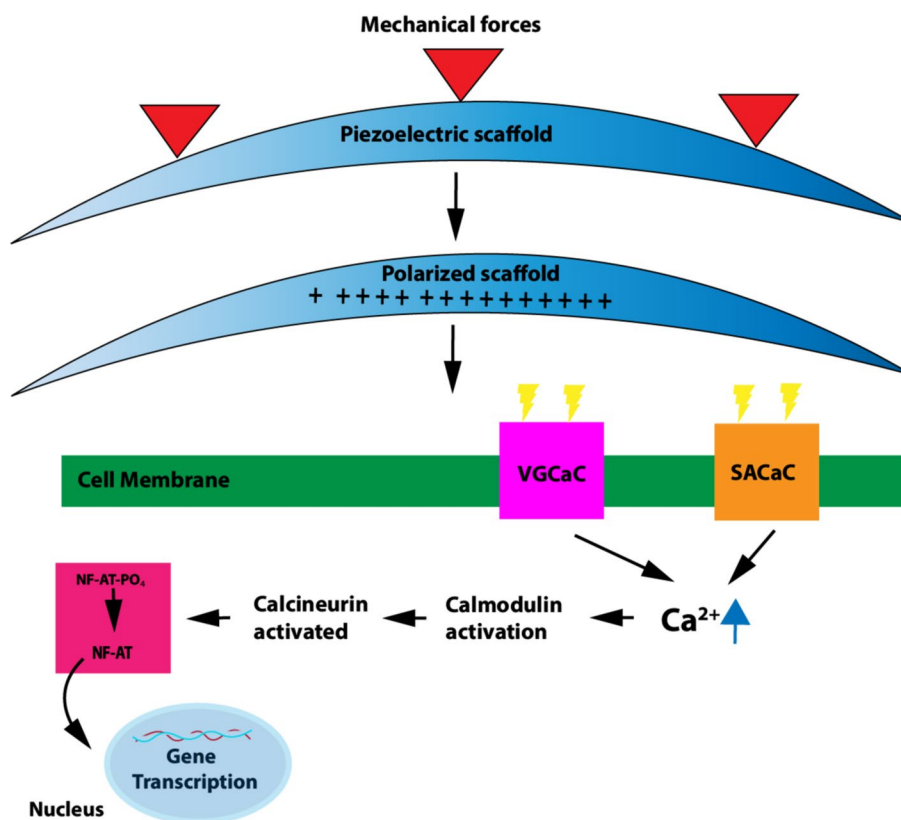 Mechanical forces
Piezoelectric scaffold
Polarized scaffold
+ ++++ +++++++++++
VGCaC
SACaC
Cell Membrane
NF-AT-PO₄
NF-AT
Calcineurin
activated
Calmodulin
activation
Ca²⁺
Gene
Transcription
Nucleus